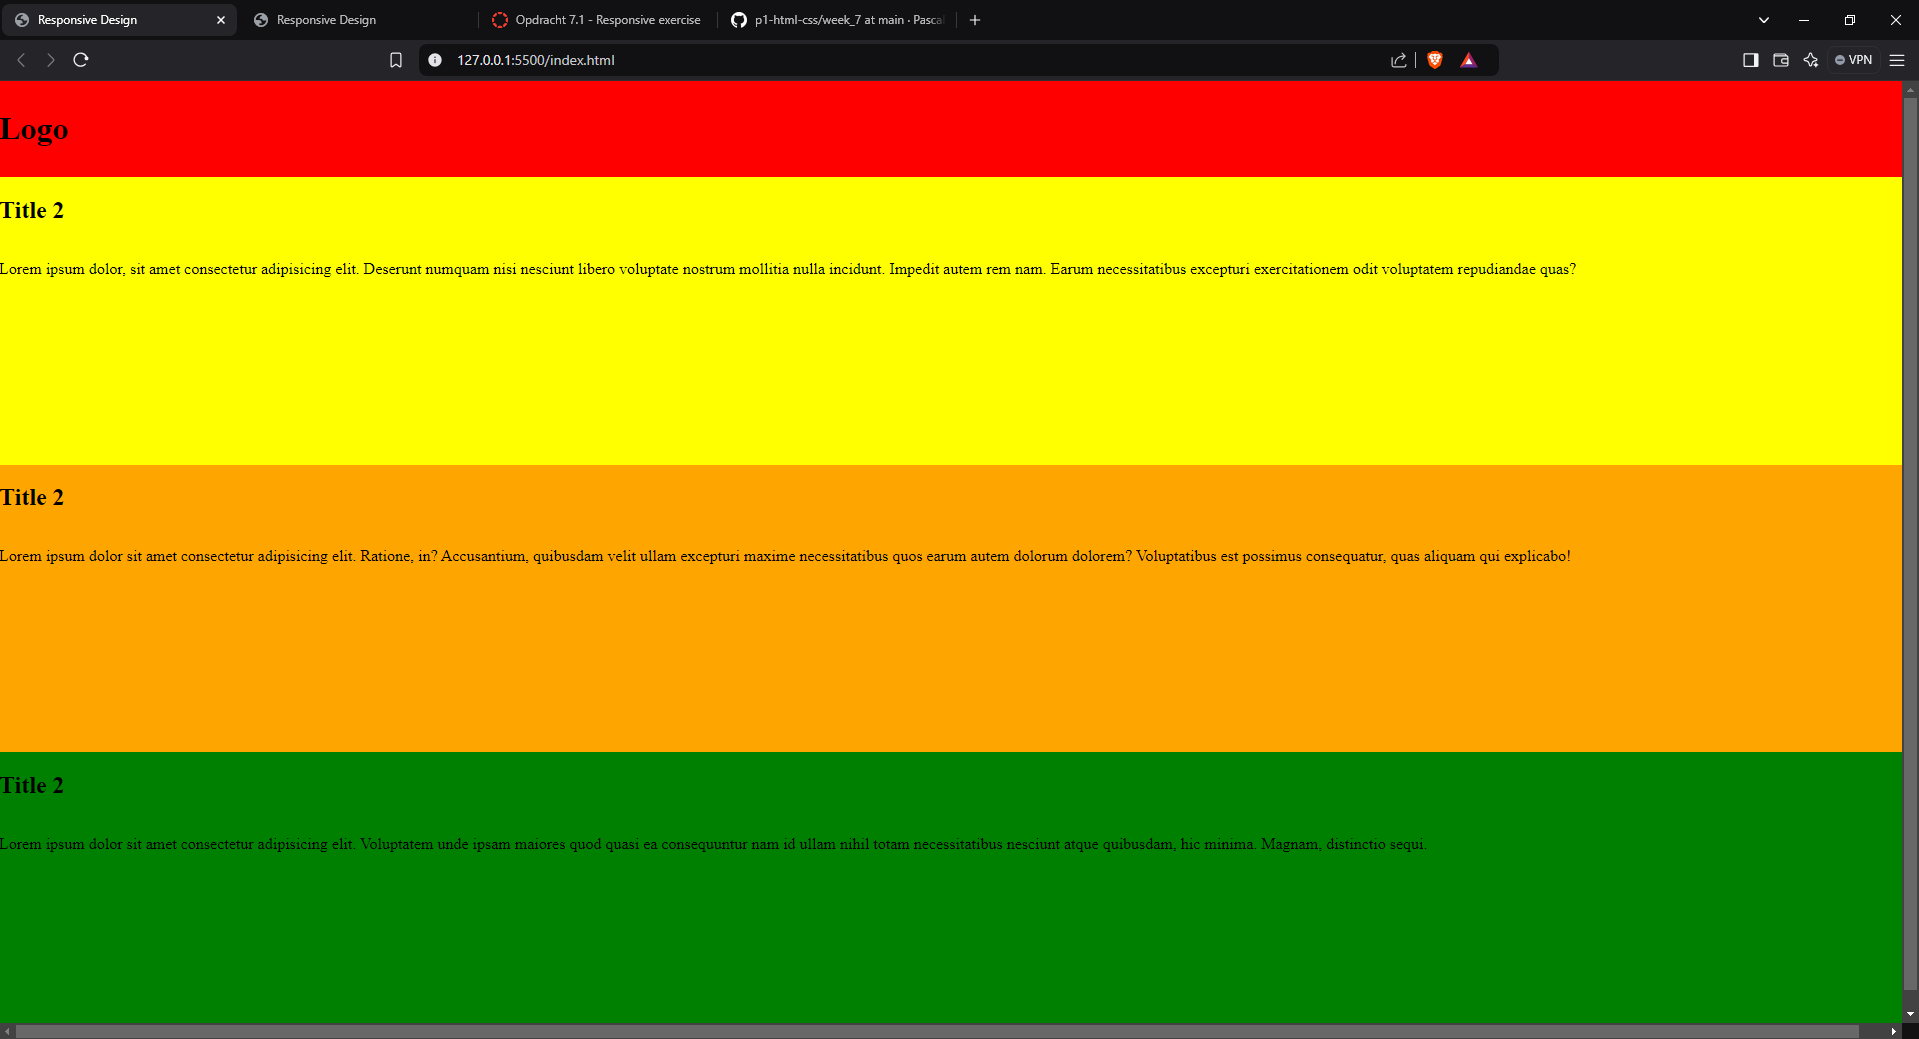 Responsive Design
Responsive Design
Opdracht 7.1 - Responsive exercise
p1-html-css/week_7 at main · Pasca
127.0.0.1:5500/index.html
VPN
Logo
Title 2
Lorem ipsum dolor, sit amet consectetur adipisicing elit. Deserunt numquam nisi nesciunt libero voluptate nostrum mollitia nulla incidunt. Impedit autem rem nam. Earum necessitatibus excepturi exercitationem odit voluptatem repudiandae quas?
Title 2
Lorem ipsum dolor sit amet consectetur adipisicing elit. Ratione, in? Accusantium, quibusdam velit ullam excepturi maxime necessitatibus quos earum autem dolorum dolorem? Voluptatibus est possimus consequatur, quas aliquam qui explicabo!
Title 2
Lorem ipsum dolor sit amet consectetur adipisicing elit. Voluptatem unde ipsam maiores quod quasi ea consequuntur nam id ullam nihil totam necessitatibus nesciunt atque quibusdam, hic minima. Magnam, distinctio sequi.